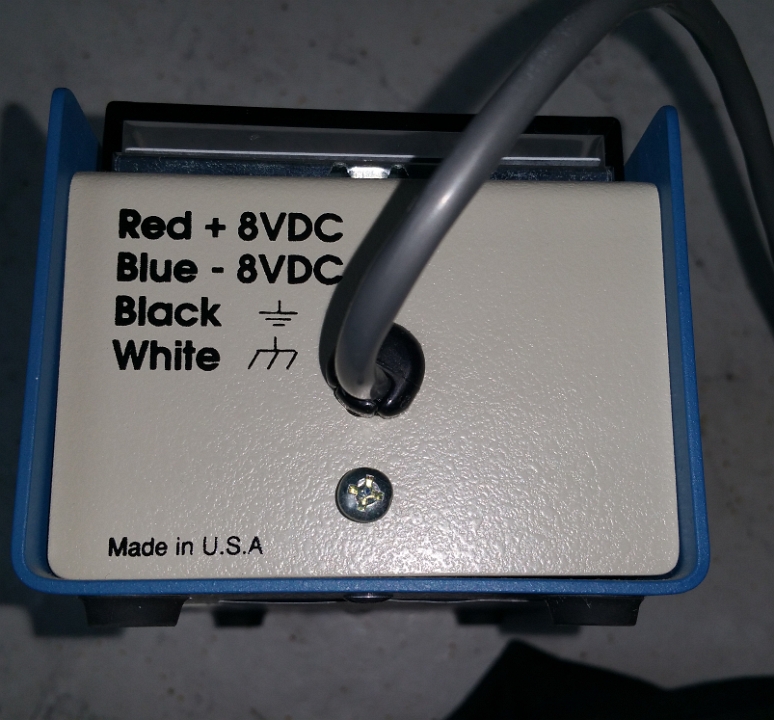 Red + 8VDC
Blue - 8VDC
Black ⏚
White
Made in U.S.A